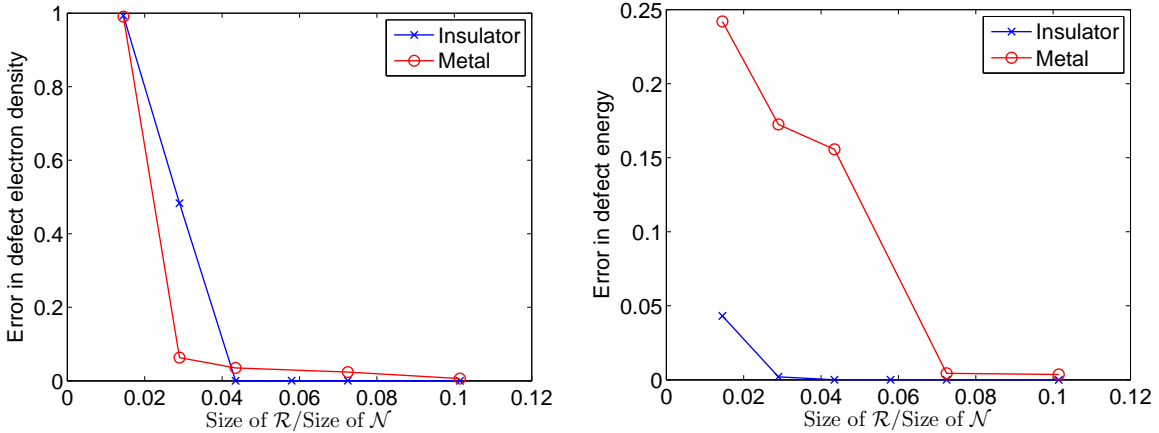 Error in defect electron density
1
0.8
0.6
0.4
0.2
0
0 0.02 0.04 0.06 0.08 0.1 0.12
Size of R/Size of N
Insulator
Metal
Error in defect energy
0.25
0.2
0.15
0.1
0.05
0
0 0.02 0.04 0.06 0.08 0.1 0.12
Size of R/Size of N
Insulator
Metal